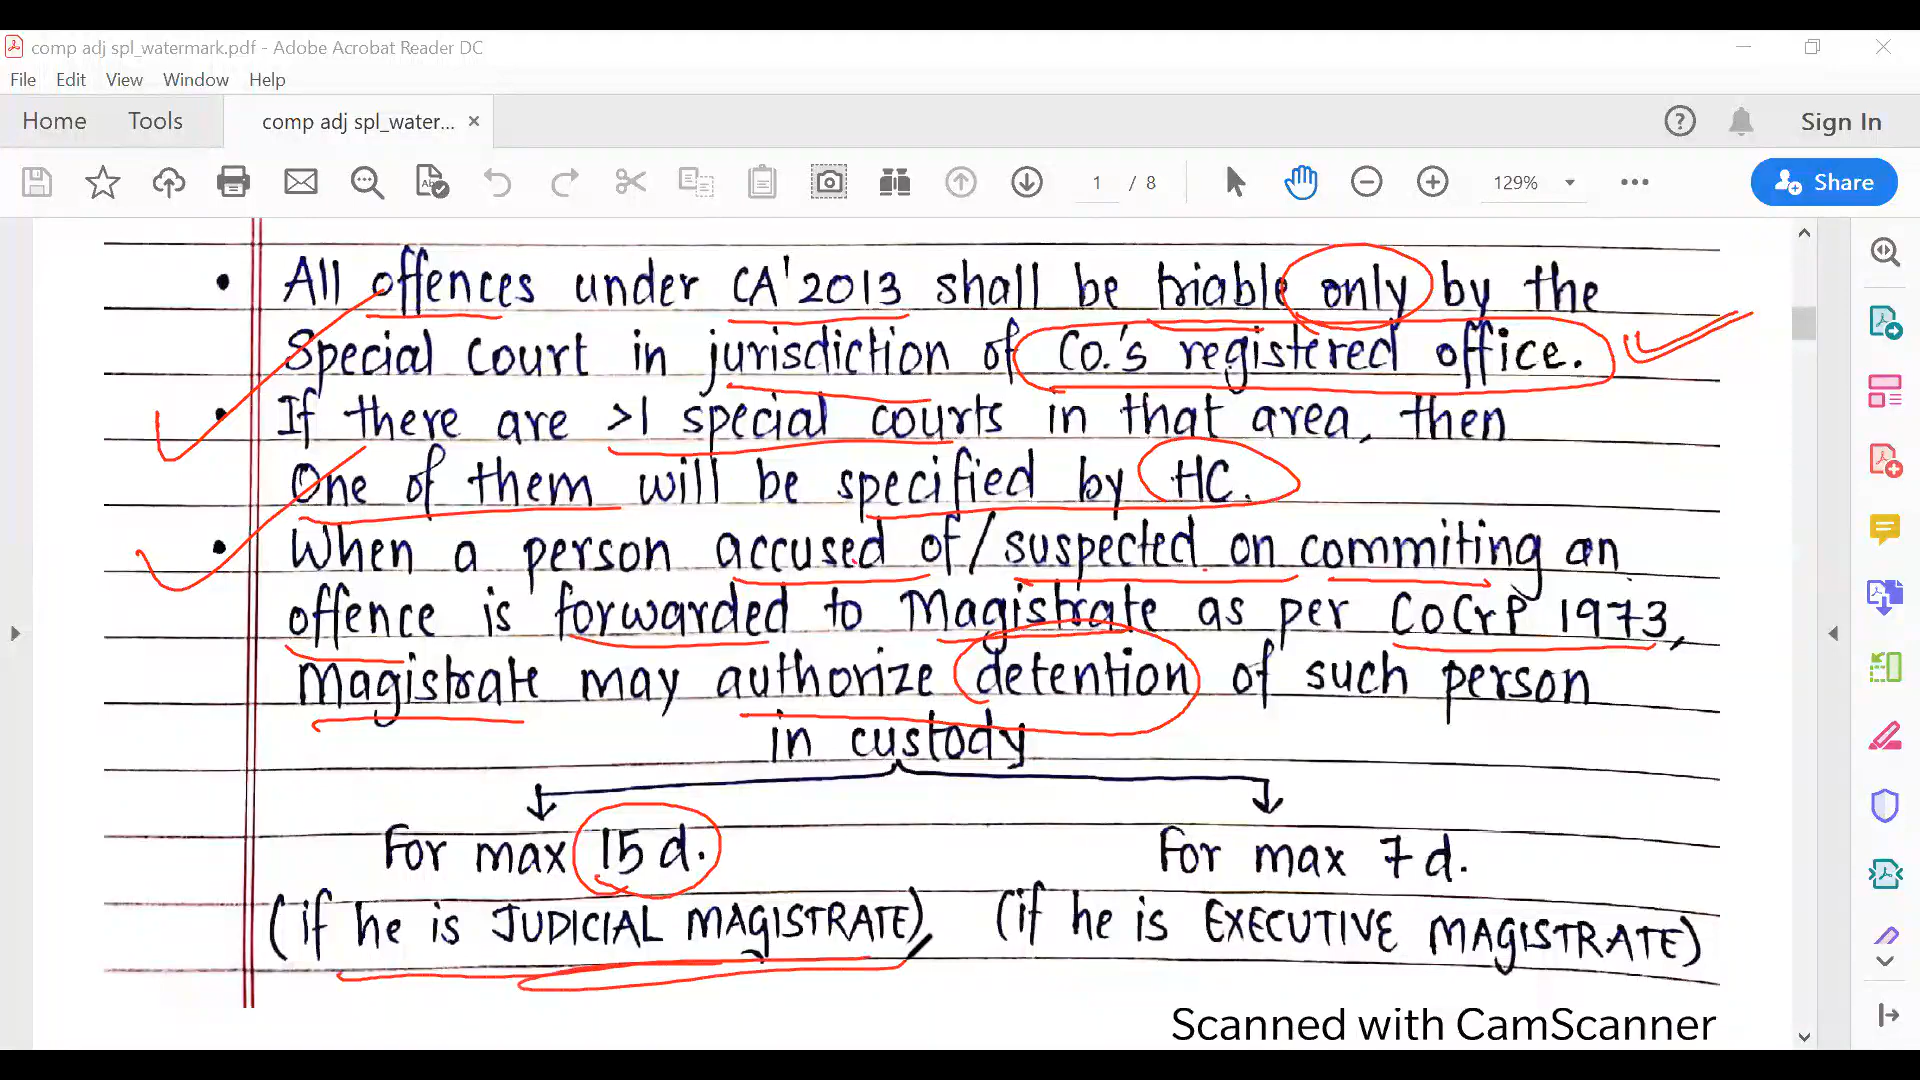 comp adj spl_watermark.pdf - Adobe Acrobat Reader DC
File Edit View Window Help
Home Tools comp adj spl_water... × Sign In
1 / 8 129% Share
• All offences under CA'2013 shall be triable only by the
Special Court in jurisdiction of Co.'s registered office.
• If there are >1 special courts in that area, then
One of them will be specified by HC.
• When a person accused of/suspected on commiting an
offence is forwarded to Magistrate as per CoCrP 1973,
Magistrate may authorize detention of such person
in custody
For max 15 d. For max 7 d.
(if he is JUDICIAL MAGISTRATE), (if he is EXECUTIVE MAGISTRATE)
Scanned with CamScanner